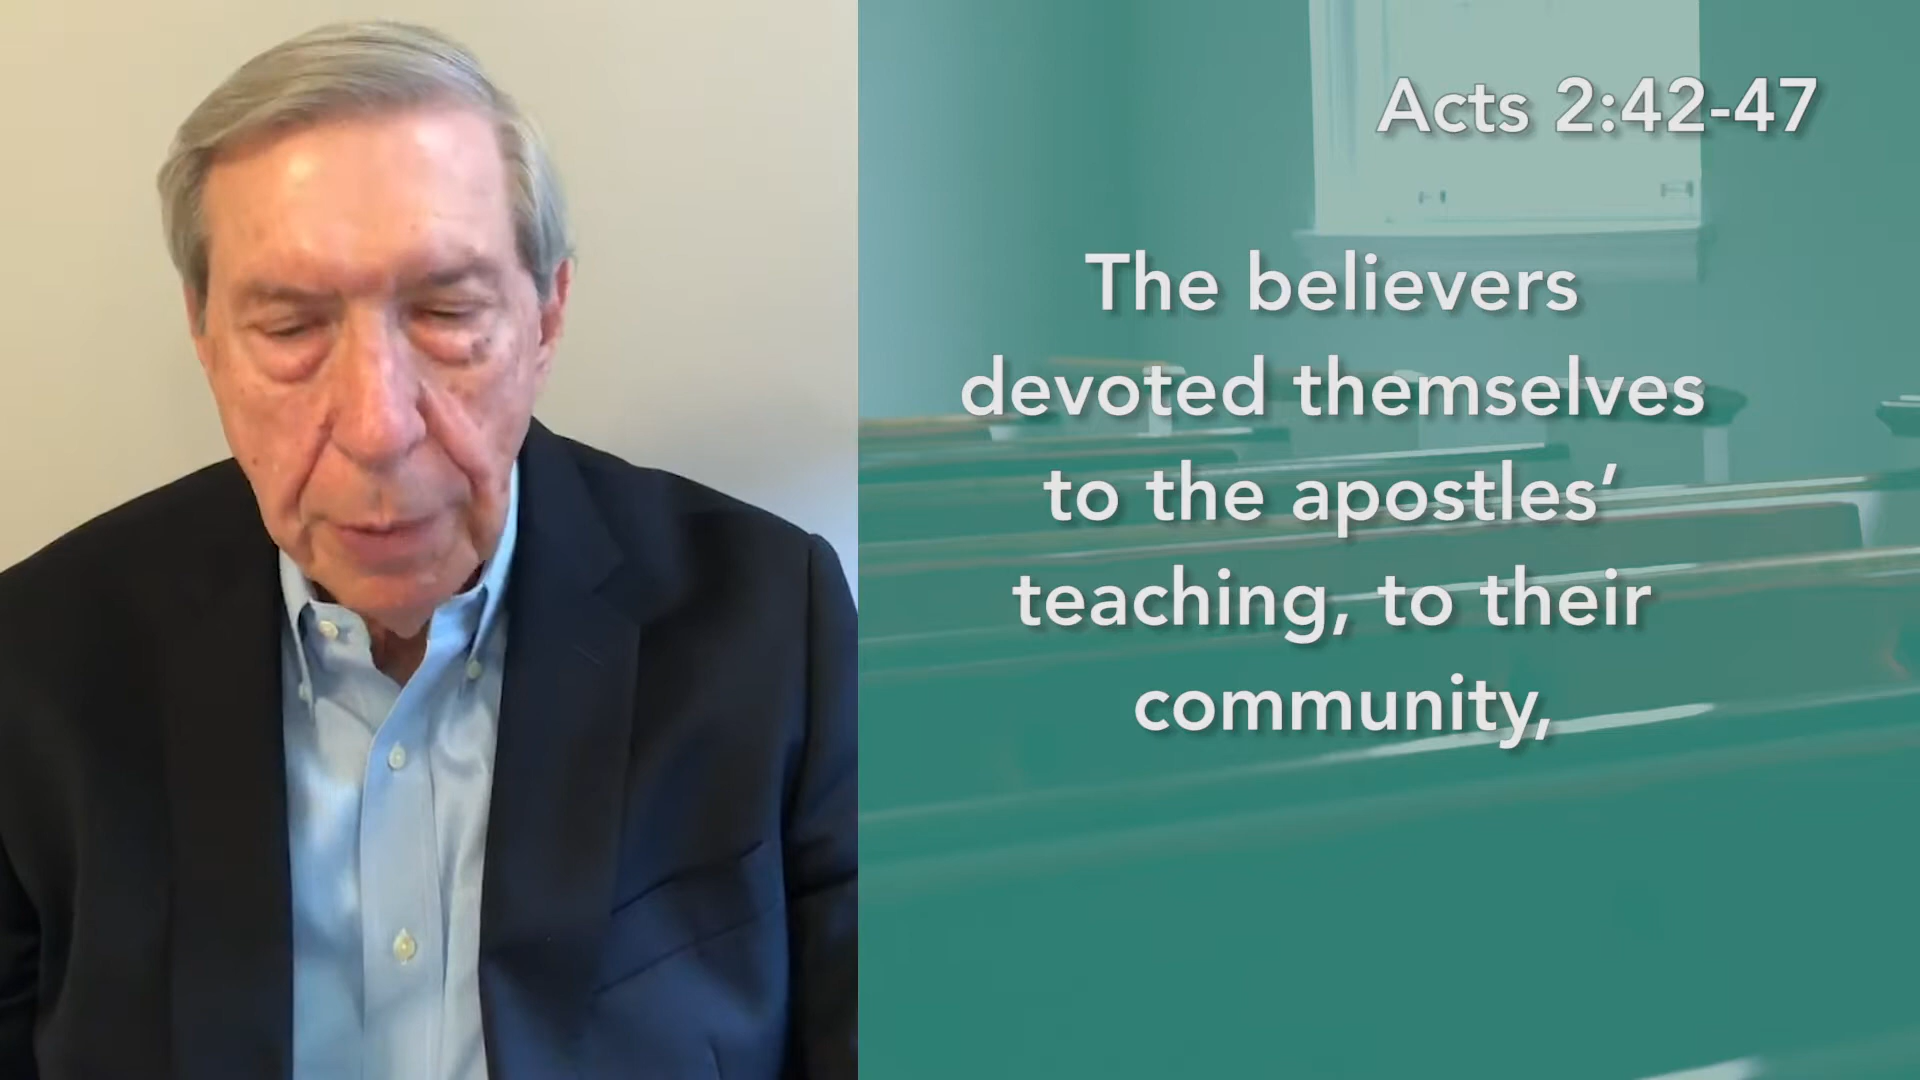 Acts 2:42-47
The believers
devoted themselves
to the apostles’
teaching, to their
community,